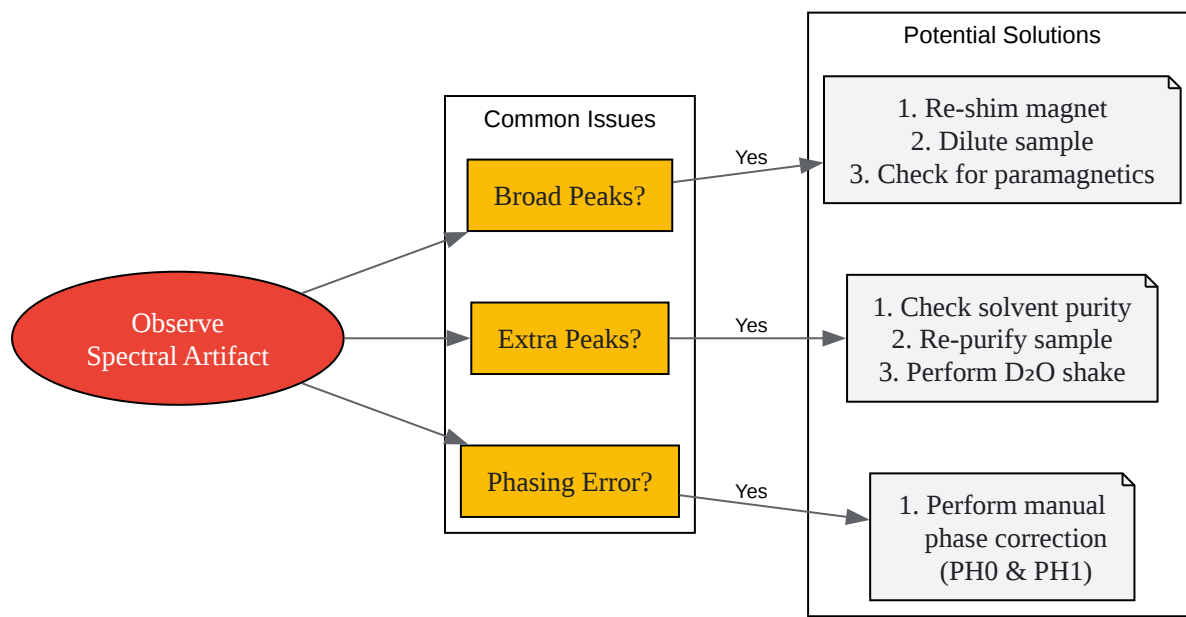 Observe
Spectral Artifact
Common Issues
Broad Peaks?
Extra Peaks?
Phasing Error?
Yes
Yes
Yes
Potential Solutions
1. Re-shim magnet
2. Dilute sample
3. Check for paramagnetics
1. Check solvent purity
2. Re-purify sample
3. Perform D₂O shake
1. Perform manual
phase correction
(PH0 & PH1)